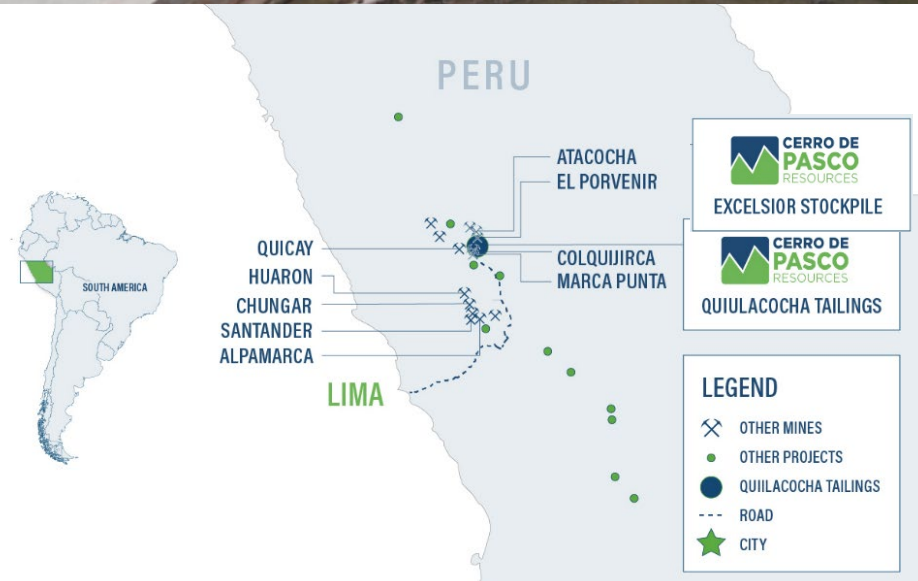 PERU
ATACOCHA
EL PORVENIR
QUICAY
HUARON
CHUNGAR
SANTANDER
ALPAMARCA
COLQUIJIRCA
MARCA PUNTA
LIMA
SOUTH AMERICA
CERRO DE
PASCO
RESOURCES
EXCELSIOR STOCKPILE
CERRO DE
PASCO
RESOURCES
QUIULACOCHA TAILINGS
LEGEND
OTHER MINES
OTHER PROJECTS
QUIILACOCHA TAILINGS
ROAD
CITY